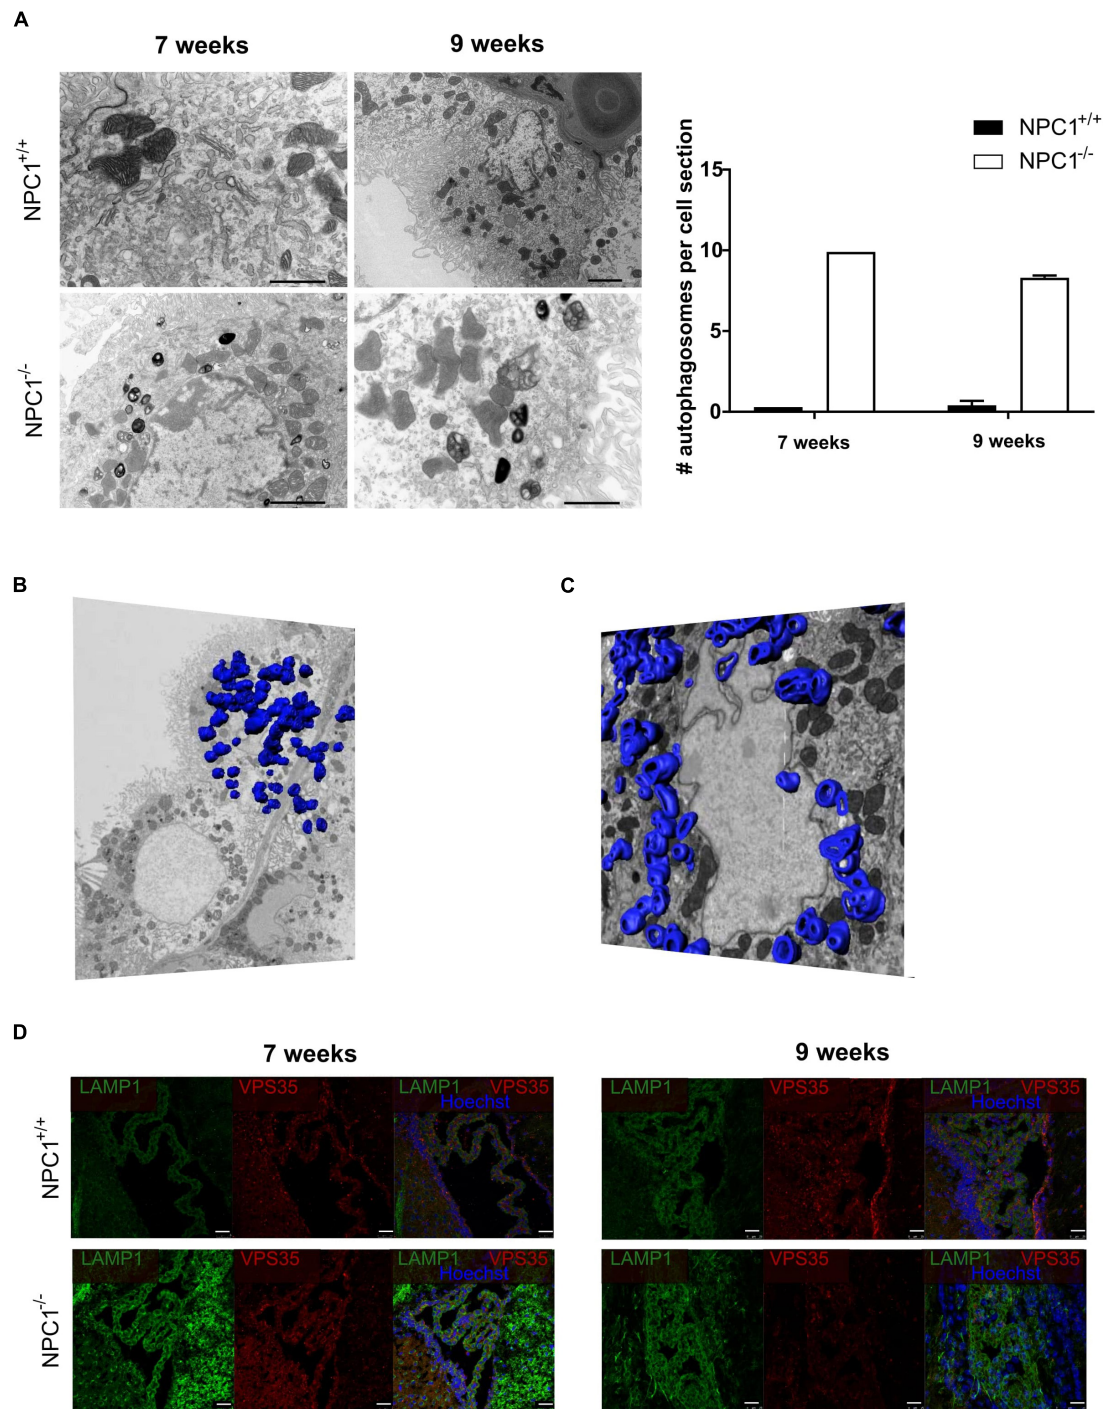 A
7 weeks
9 weeks
NPC1+/+
NPC1-/-
# autophagosomes per cell section
15
10
5
0
7 weeks
9 weeks
NPC1+/+
NPC1-/-
B
C
D
7 weeks
9 weeks
NPC1+/+
LAMP1
VPS35
LAMP1 VPS35
Hoechst
LAMP1
VPS35
LAMP1 VPS35
Hoechst
NPC1-/-
LAMP1
VPS35
LAMP1 VPS35
Hoechst
LAMP1
VPS35
LAMP1 VPS35
Hoechst